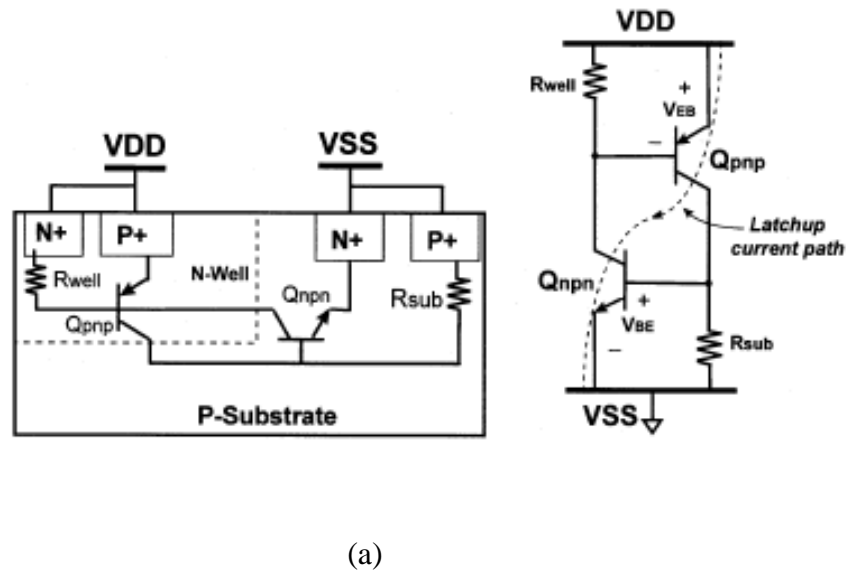 VDD
VSS
N+
P+
N+
P+
Rwell
N-Well
Qnpn
Rsub
Qpnp
P-Substrate
VDD
Rwell
+
VEB
–
Qpnp
Latchup
current path
Qnpn
+
VBE
–
Rsub
VSS
(a)